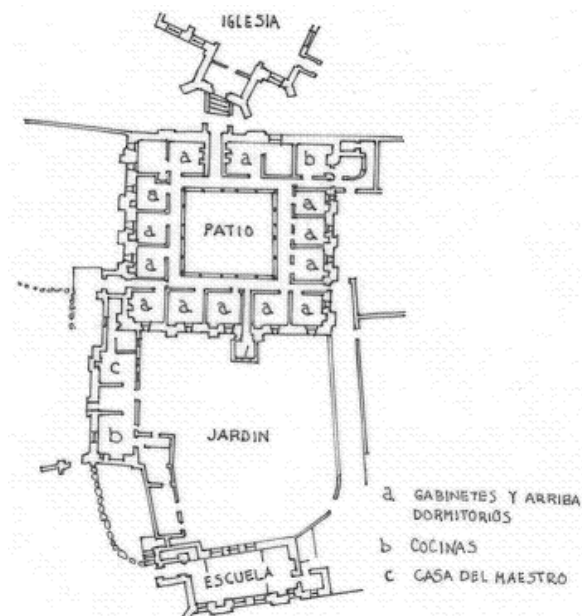 IGLESIA
a
a
b
a
a
PATIO
a
a
a
a
a
a
a
a
a
c
JARDIN
b
a GABINETES Y ARRIBA
DORMITORIOS
b COCINAS
ESCUELA
c CASA DEL MAESTRO